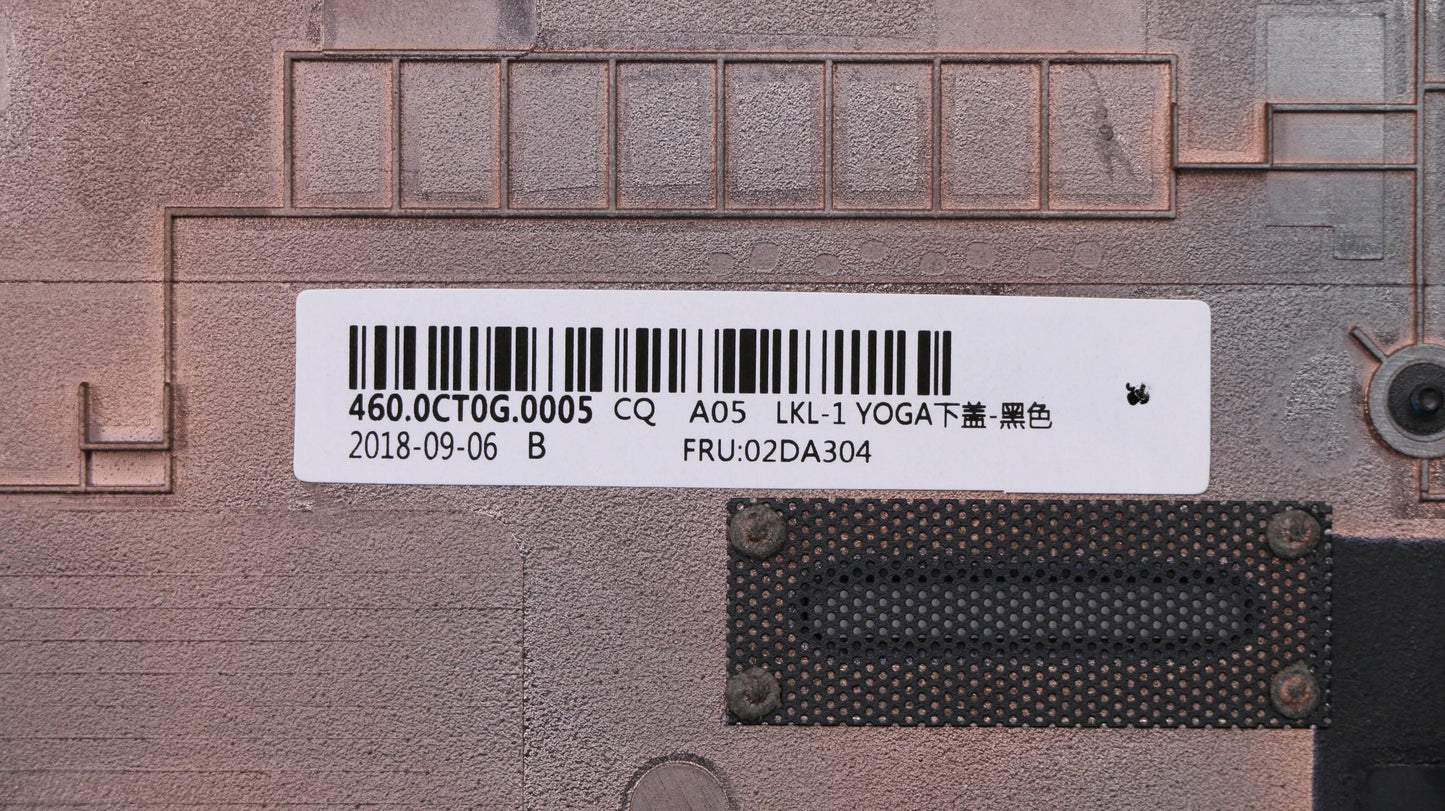 460.0CT0G.0005 CQ A05 LKL-1 YOGA下盖-黑色
2018-09-06 B FRU:02DA304